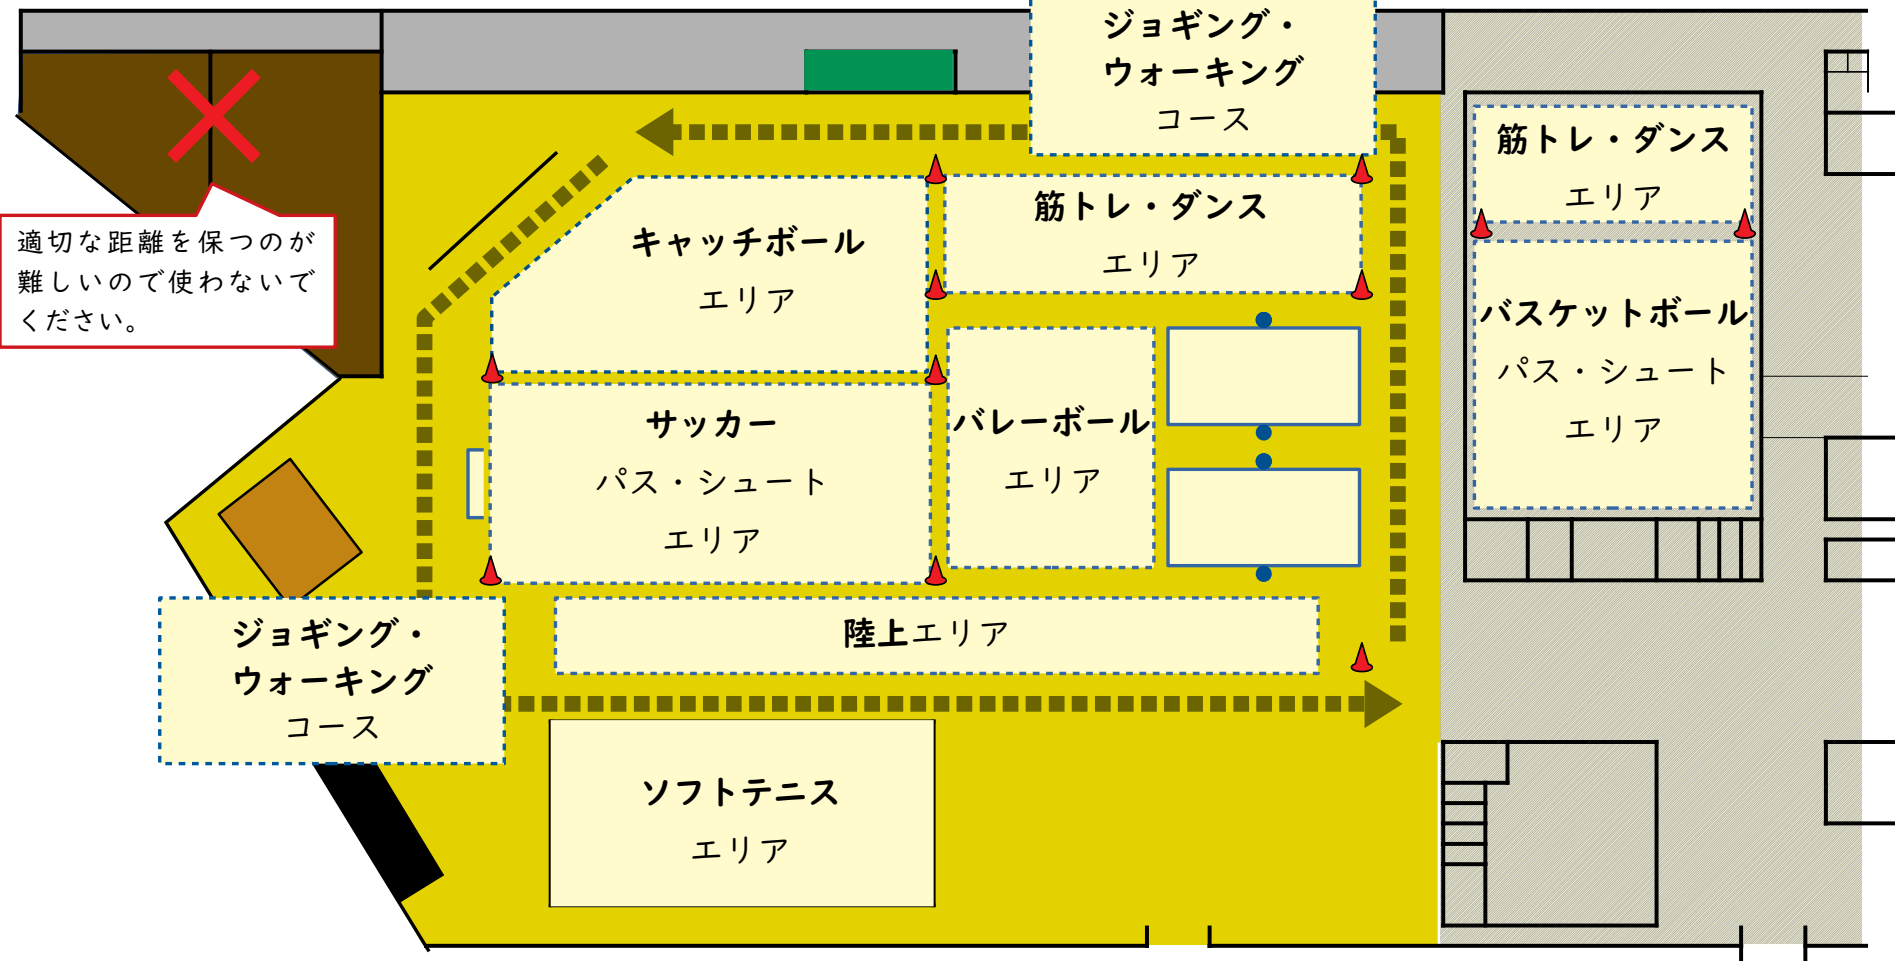 ジョギング・
ウォーキング
コース
筋トレ・ダンス
エリア
筋トレ・ダンス
エリア
キャッチボール
エリア
適切な距離を保つのが
難しいので使わないで
ください。
バスケットボール
パス・シュート
エリア
サッカー
パス・シュート
エリア
バレーボール
エリア
陸上エリア
ジョギング・
ウォーキング
コース
ソフトテニス
エリア